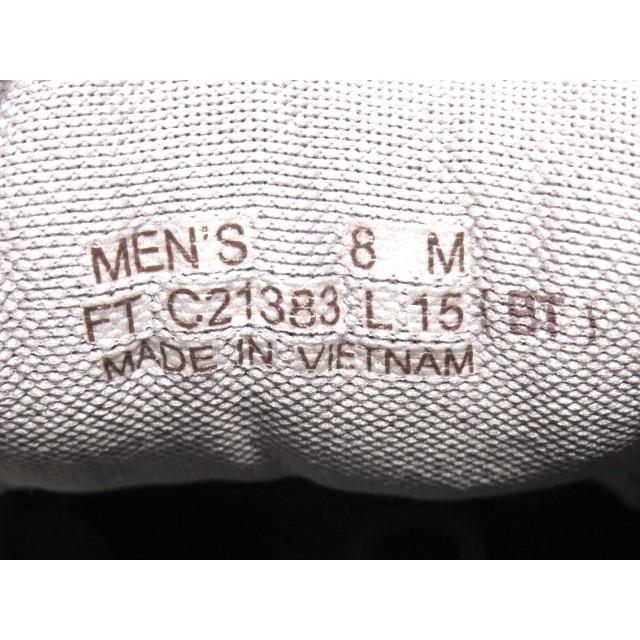 MEN'S 8 M
FT C21383 L 15 (BT)
MADE IN VIETNAM